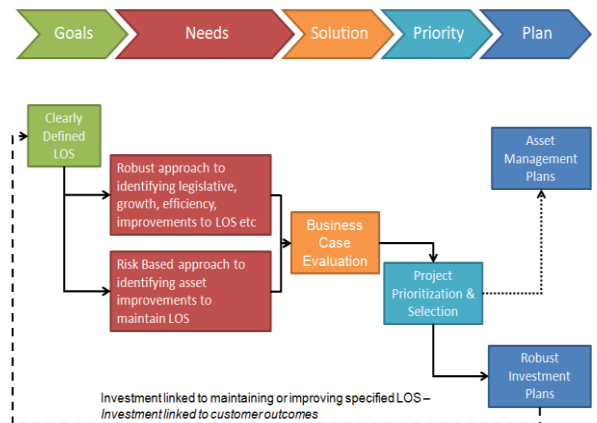 Goals
Needs
Solution
Priority
Plan
Clearly
Defined
LOS
Robust approach to
identifying legislative,
growth, efficiency,
improvements to LOS etc
Risk Based approach to
identifying asset
improvements to
maintain LOS
Business
Case
Evaluation
Project
Prioritization &
Selection
Asset
Management
Plans
Robust
Investment
Plans
Investment linked to maintaining or improving specified LOS –
Investment linked to customer outcomes